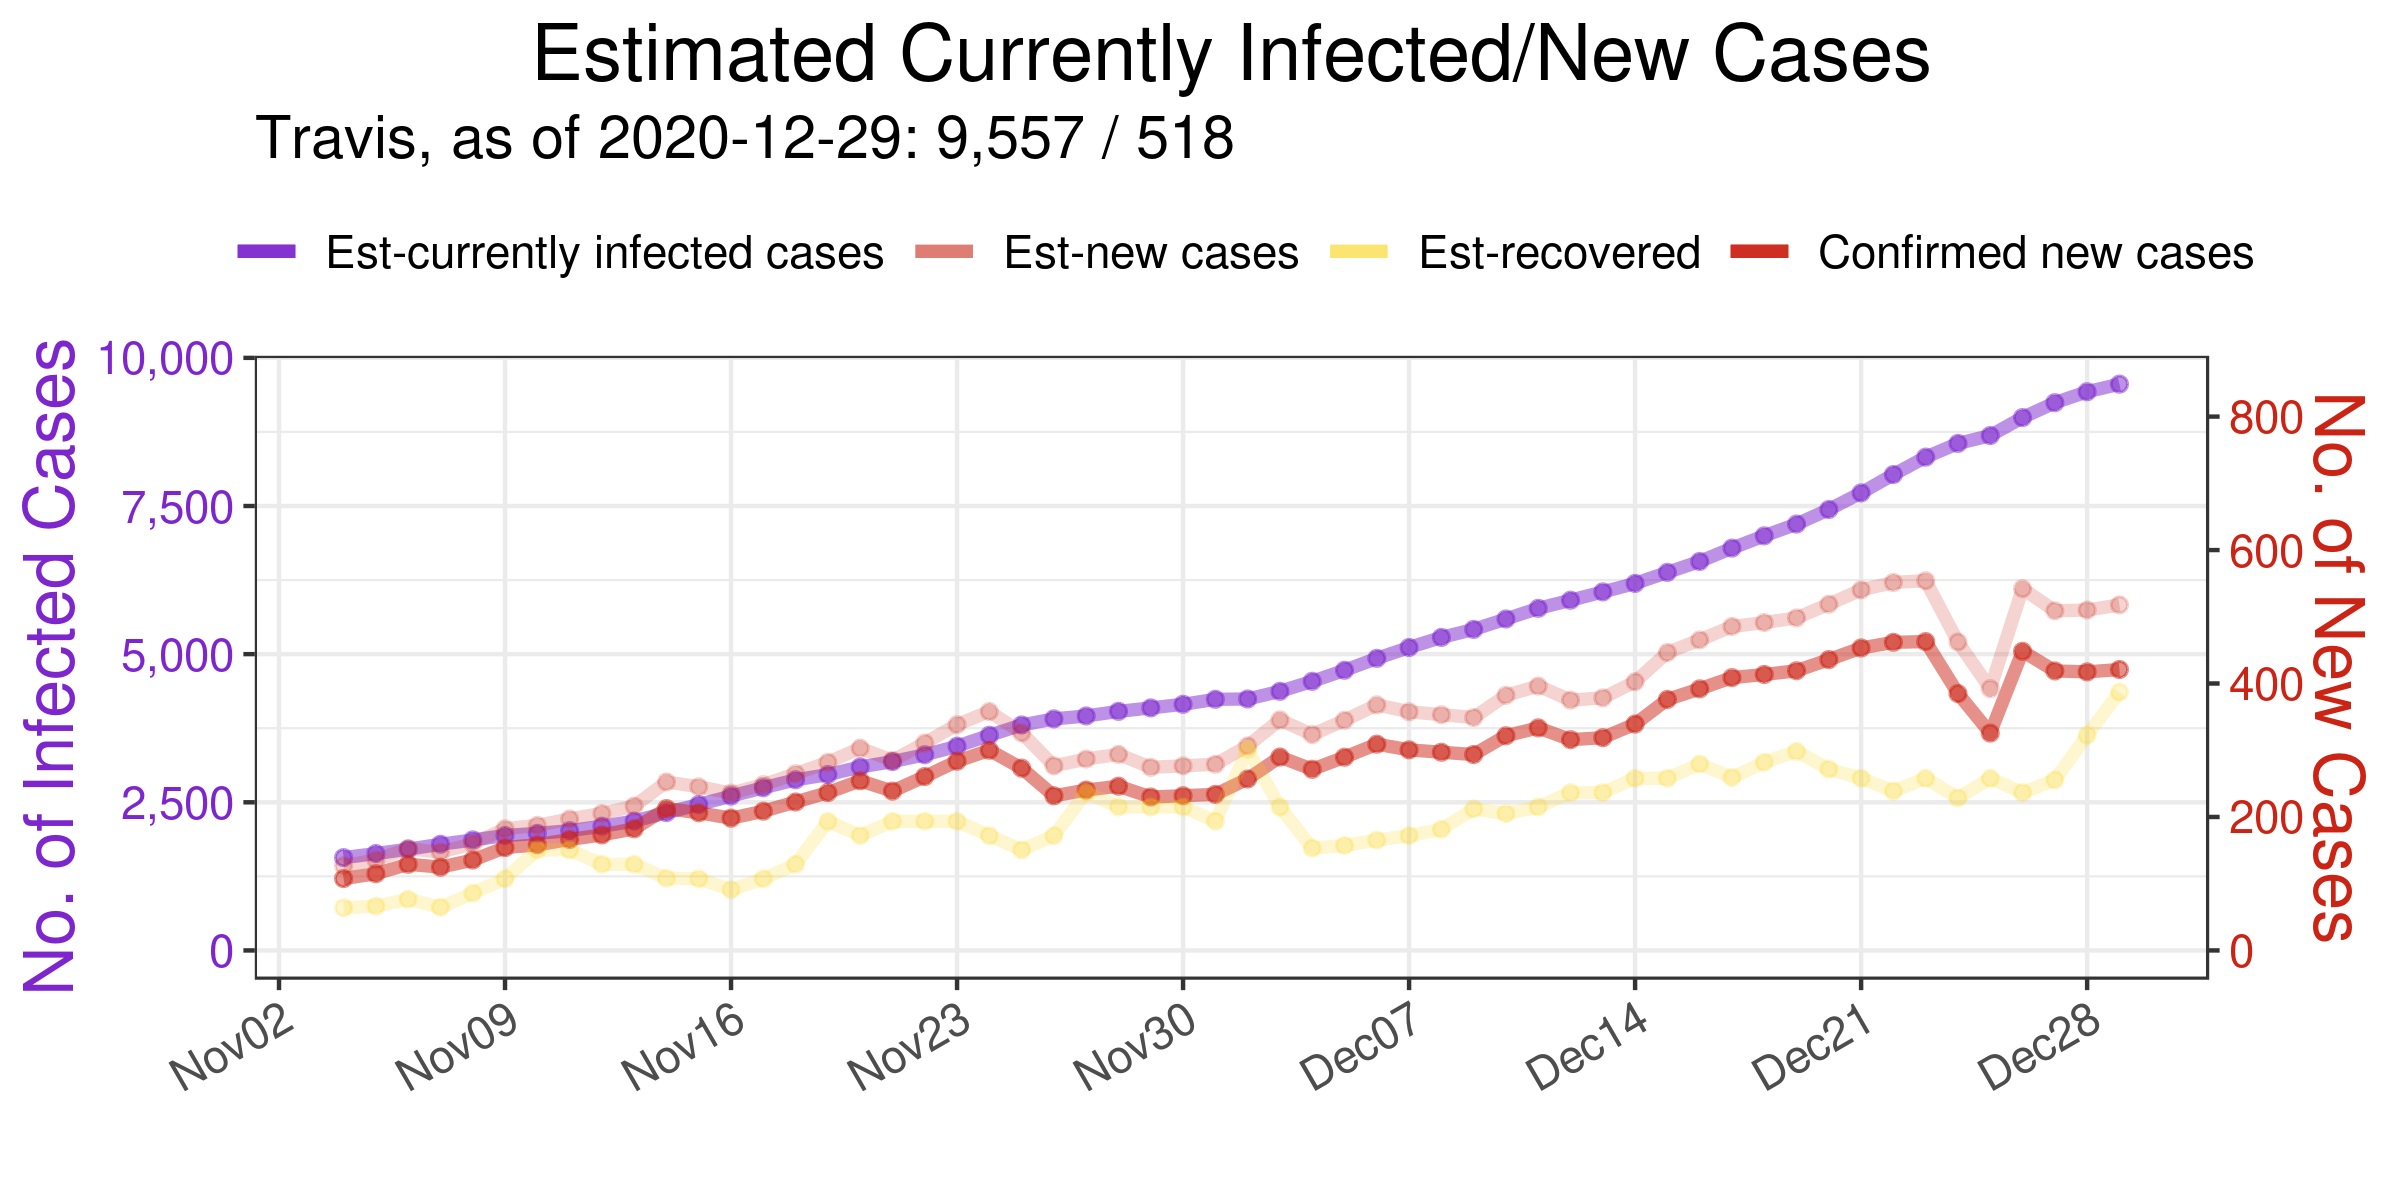 Estimated Currently Infected/New Cases
Travis, as of 2020-12-29: 9,557 / 518
Est-currently infected cases Est-new cases Est-recovered Confirmed new cases
No. of Infected Cases
10,000
7,500
5,000
2,500
0
800
600
400
200
0
No. of New Cases
Nov02 Nov09 Nov16 Nov23 Nov30 Dec07 Dec14 Dec21 Dec28